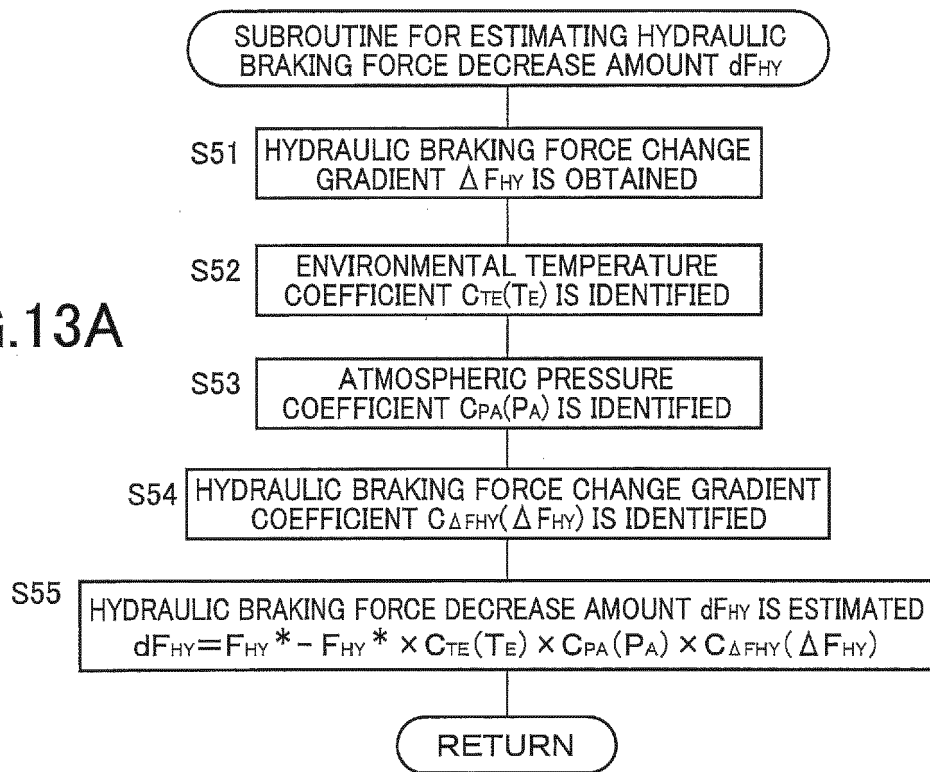 SUBROUTINE FOR ESTIMATING HYDRAULIC
BRAKING FORCE DECREASE AMOUNT dFHY
S51
HYDRAULIC BRAKING FORCE CHANGE
GRADIENT ΔFHY IS OBTAINED
S52
ENVIRONMENTAL TEMPERATURE
COEFFICIENT CTE(TE) IS IDENTIFIED
G.13A
S53
ATMOSPHERIC PRESSURE
COEFFICIENT CPA(PA) IS IDENTIFIED
S54
HYDRAULIC BRAKING FORCE CHANGE GRADIENT
COEFFICIENT CΔFHY(ΔFHY) IS IDENTIFIED
S55
HYDRAULIC BRAKING FORCE DECREASE AMOUNT dFHY IS ESTIMATED
dFHY=FHY*-FHY*×CTE(TE)×CPA(PA)×CΔFHY(ΔFHY)
RETURN